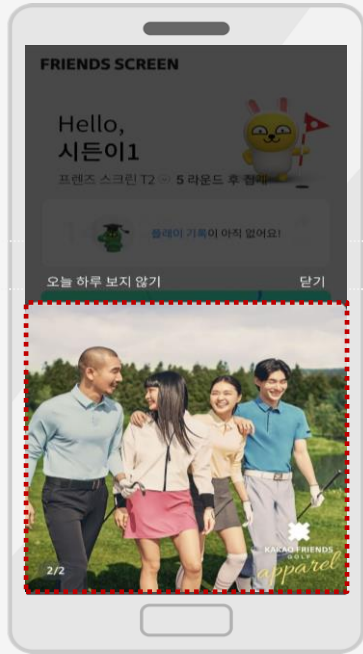 FRIENDS SCREEN
Hello,
시든이1
프렌즈 스크린 T2 5 라운드 후 집계
플레이 기록이 아직 없어요!
오늘 하루 보지 않기 닫기
KAKAO FRIENDS
GOLF
apparel
2/2